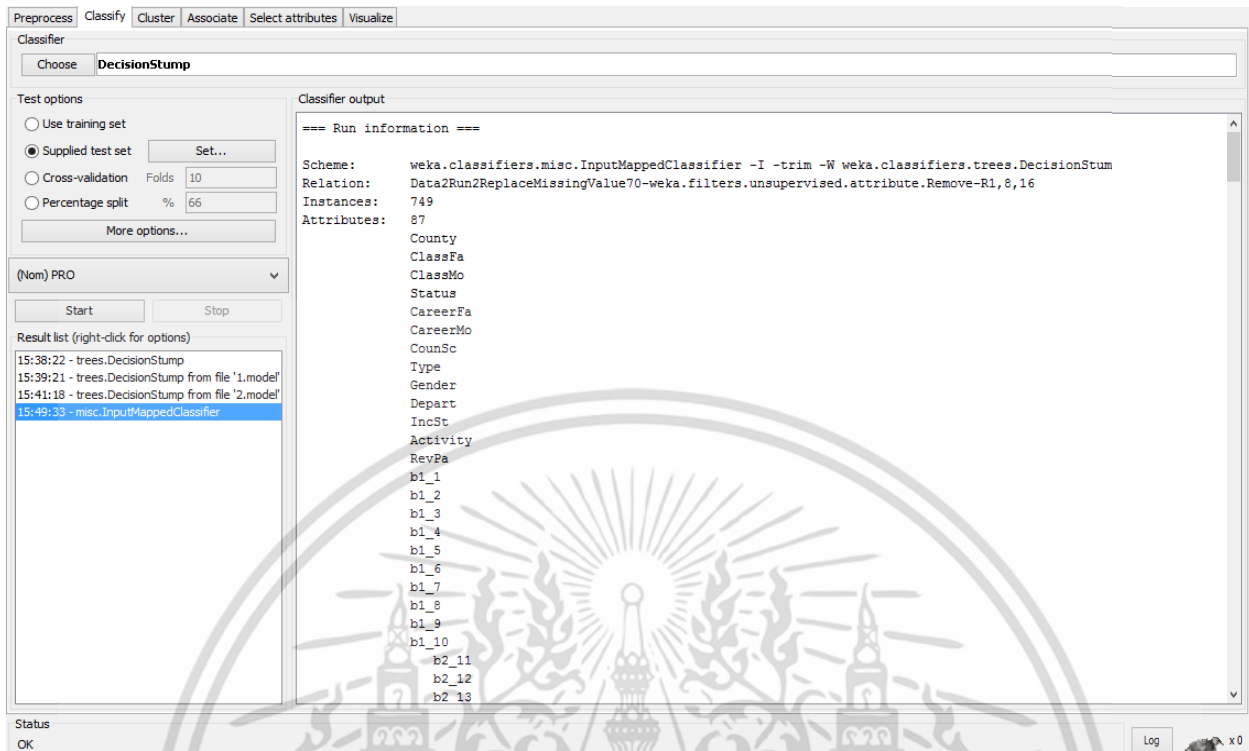 Preprocess Classify Cluster Associate Select attributes Visualize
Classifier
Choose DecisionStump
Test options
Use training set
Supplied test set Set...
Cross-validation Folds 10
Percentage split % 66
More options...
(Nom) PRO
Start Stop
Result list (right-click for options)
15:38:22 - trees.DecisionStump
15:39:21 - trees.DecisionStump from file '1.model'
15:41:18 - trees.DecisionStump from file '2.model'
15:49:33 - misc.InputMappedClassifier
Classifier output
=== Run information ===
Scheme: weka.classifiers.misc.InputMappedClassifier -I -trim -W weka.classifiers.trees.DecisionStum
Relation: Data2Run2ReplaceMissingValue70-weka.filters.unsupervised.attribute.Remove-R1,8,16
Instances: 749
Attributes: 87
County
ClassFa
ClassMo
Status
CareerFa
CareerMo
CounSc
Type
Gender
Depart
IncSt
Activity
RevPa
b1_1
b1_2
b1_3
b1_4
b1_5
b1_6
b1_7
b1_8
b1_9
b1_10
b2_11
b2_12
b2_13
Status
OK
Log x 0